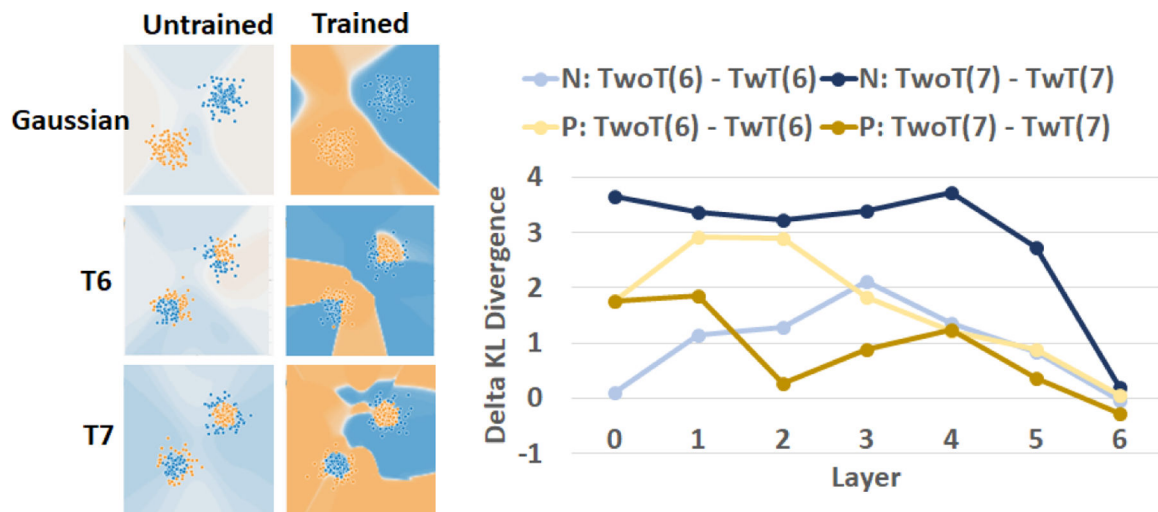 Untrained Trained
Gaussian
T6
T7
N: TwoT(6) - TwT(6) N: TwoT(7) - TwT(7)
P: TwoT(6) - TwT(6) P: TwoT(7) - TwT(7)
Delta KL Divergence
4
3
2
1
0
-1
0 1 2 3 4 5 6
Layer